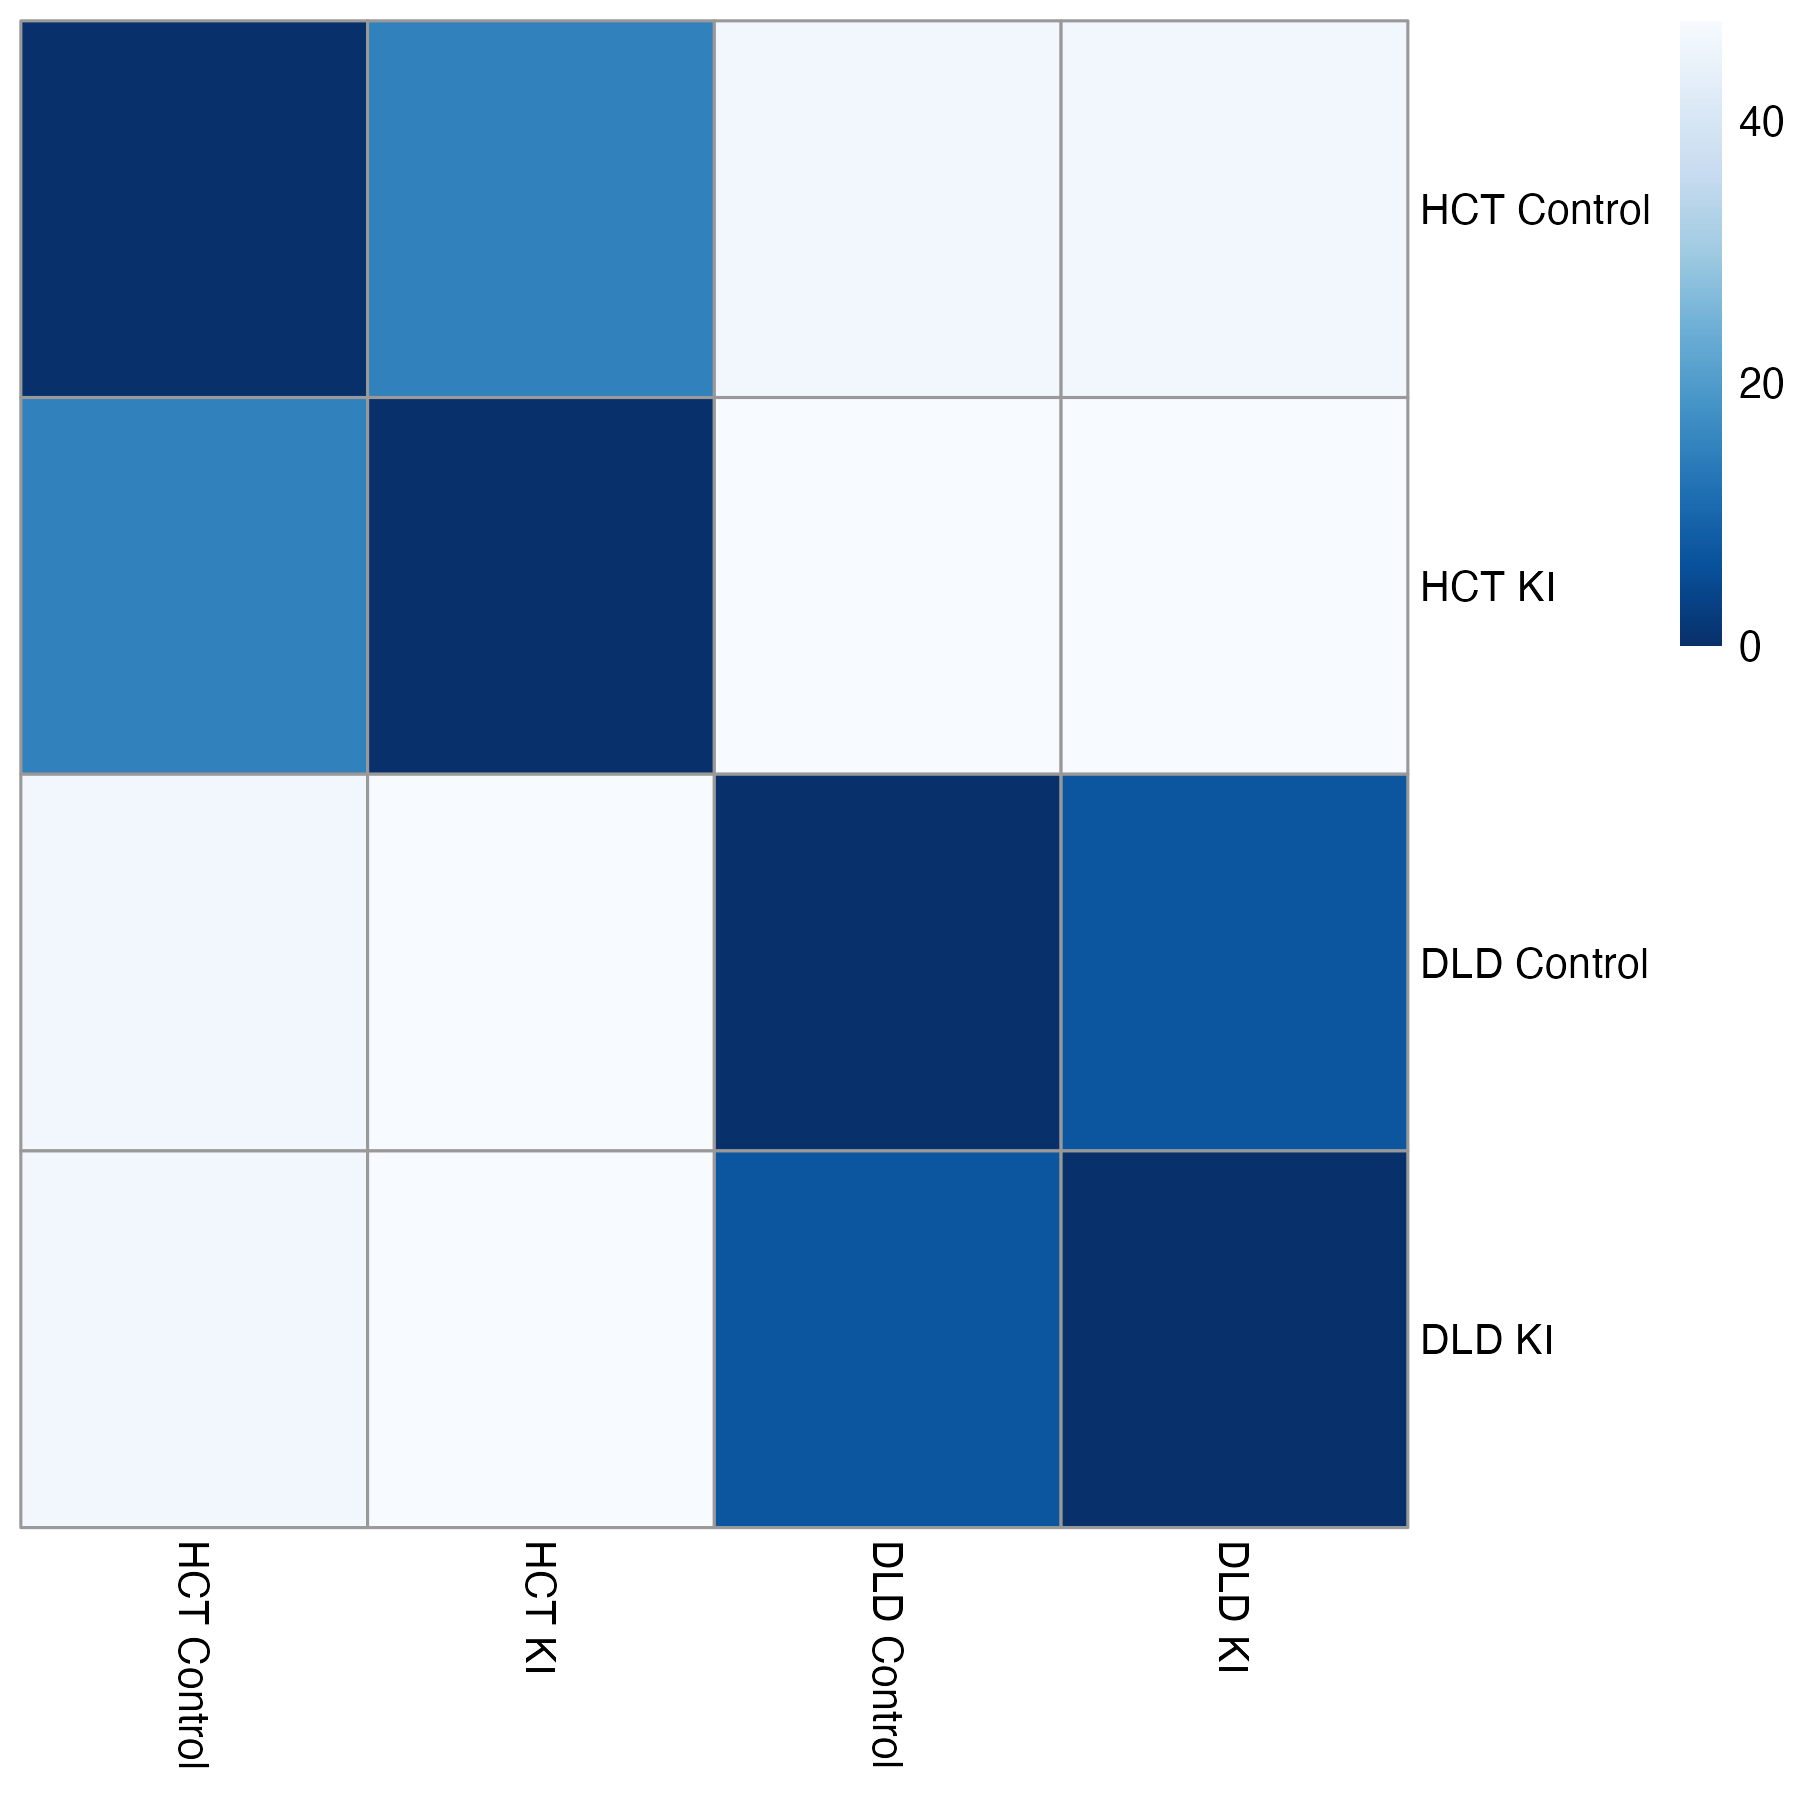 40
HCT Control
20
HCT KI
0
DLD Control
DLD KI
HCT Control
HCT KI
DLD Control
DLD KI